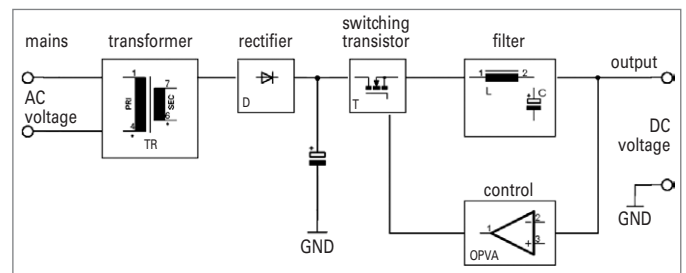 mains
transformer
rectifier
switching
transistor
filter
output
AC
voltage
1
4
PRI
SEC
7
6
TR
D
T
1 2
L
C
DC
voltage
GND
control
1
2
3
OPVA
GND